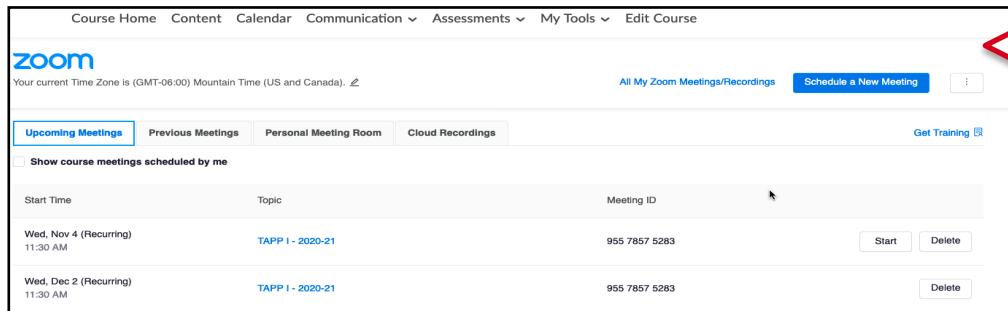 Course Home Content Calendar Communication Assessments My Tools Edit Course
zoom
Your current Time Zone is (GMT-06:00) Mountain Time (US and Canada).
All My Zoom Meetings/Recordings Schedule a New Meeting
Upcoming Meetings Previous Meetings Personal Meeting Room Cloud Recordings Get Training
Show course meetings scheduled by me
Start Time Topic Meeting ID
Wed, Nov 4 (Recurring)
11:30 AM
TAPP I - 2020-21 955 7857 5283 Start Delete
Wed, Dec 2 (Recurring)
11:30 AM
TAPP I - 2020-21 955 7857 5283 Delete